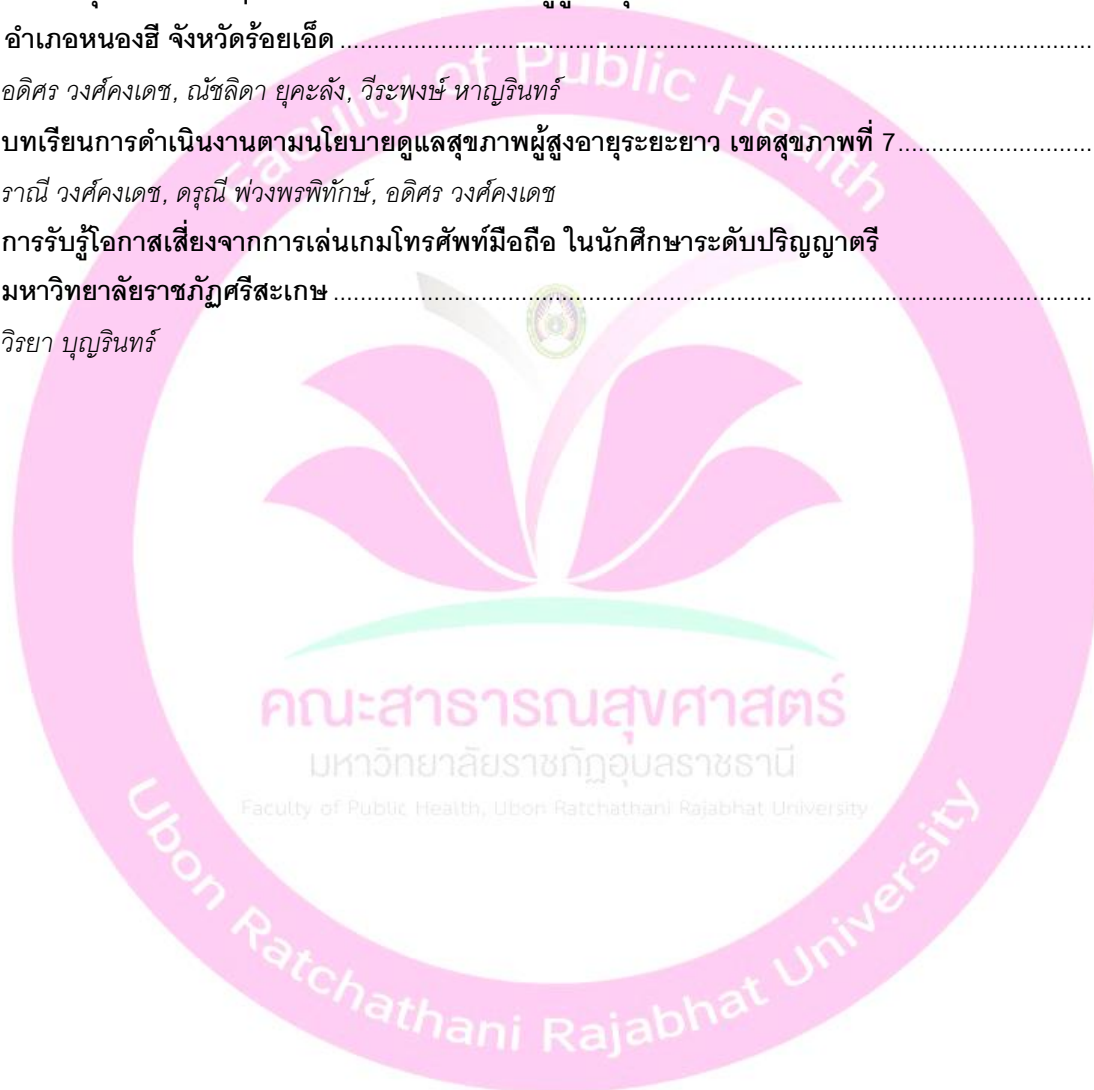 อำเภอหนองฮี จังหวัดร้อยเอ็ด
อดิศร วงศ์คงเดช, ณัชลิดา ยุคะลัง, วีระพงษ์ หาญรินทร์
บทเรียนการดำเนินงานตามนโยบายดูแลสุขภาพผู้สูงอายุระยะยาว เขตสุขภาพที่ 7
ราณี วงศ์คงเดช, ดรุณี พ่วงพรพิทักษ์, อดิศร วงศ์คงเดช
การรับรู้โอกาสเสี่ยงจากการเล่นเกมโทรศัพท์มือถือ ในนักศึกษาระดับปริญญาตรี
มหาวิทยาลัยราชภัฏศรีสะเกษ
วิรยา บุญรินทร์
Faculty of Public Health
คณะสาธารณสุขศาสตร์
มหาวิทยาลัยราชภัฏอุบลราชธานี
Faculty of Public Health, Ubon Ratchathani Rajabhat University
Ubon Ratchathani Rajabhat University